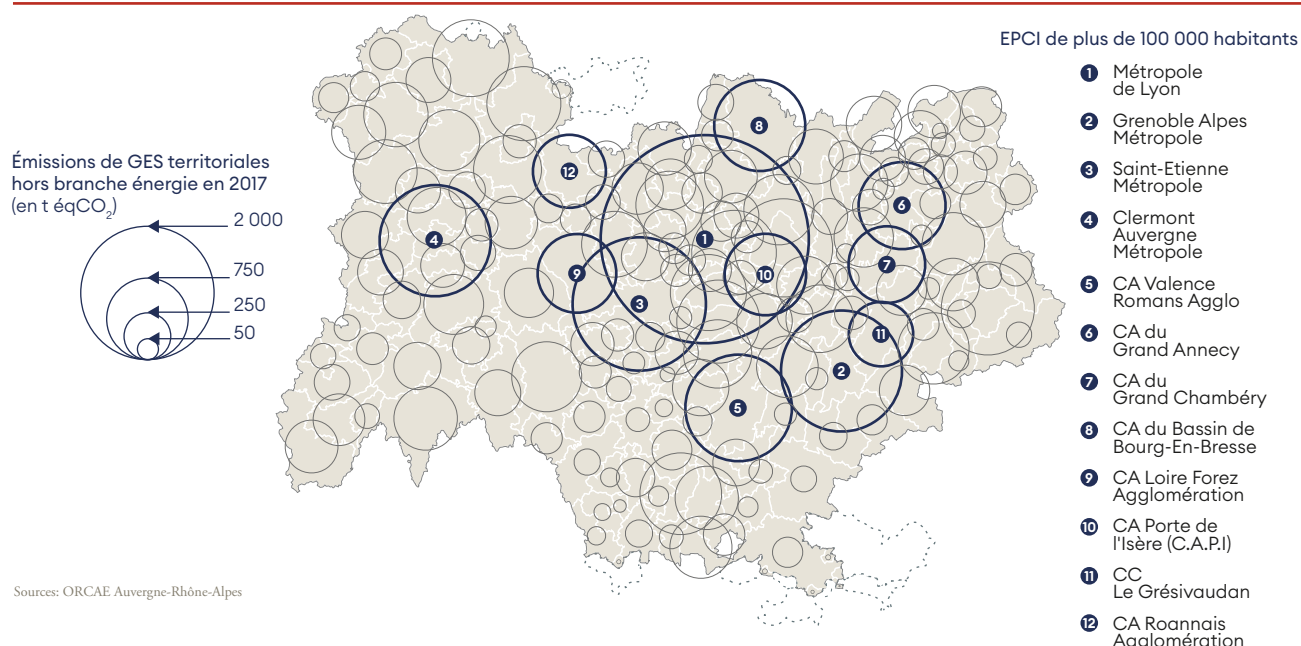 Émissions de GES territoriales
hors branche énergie en 2017
(en t éqCO2)
2 000
750
250
50
8
12
6
4
1
7
9
10
3
11
2
5
Sources: ORCAE Auvergne-Rhône-Alpes
EPCI de plus de 100 000 habitants
1 Métropole
de Lyon
2 Grenoble Alpes
Métropole
3 Saint-Etienne
Métropole
4 Clermont
Auvergne
Métropole
5 CA Valence
Romans Agglo
6 CA du
Grand Annecy
7 CA du
Grand Chambéry
8 CA du Bassin de
Bourg-En-Bresse
9 CA Loire Forez
Agglomération
10 CA Porte de
l'Isère (C.A.P.I)
11 CC
Le Grésivaudan
12 CA Roannais
Agglomération